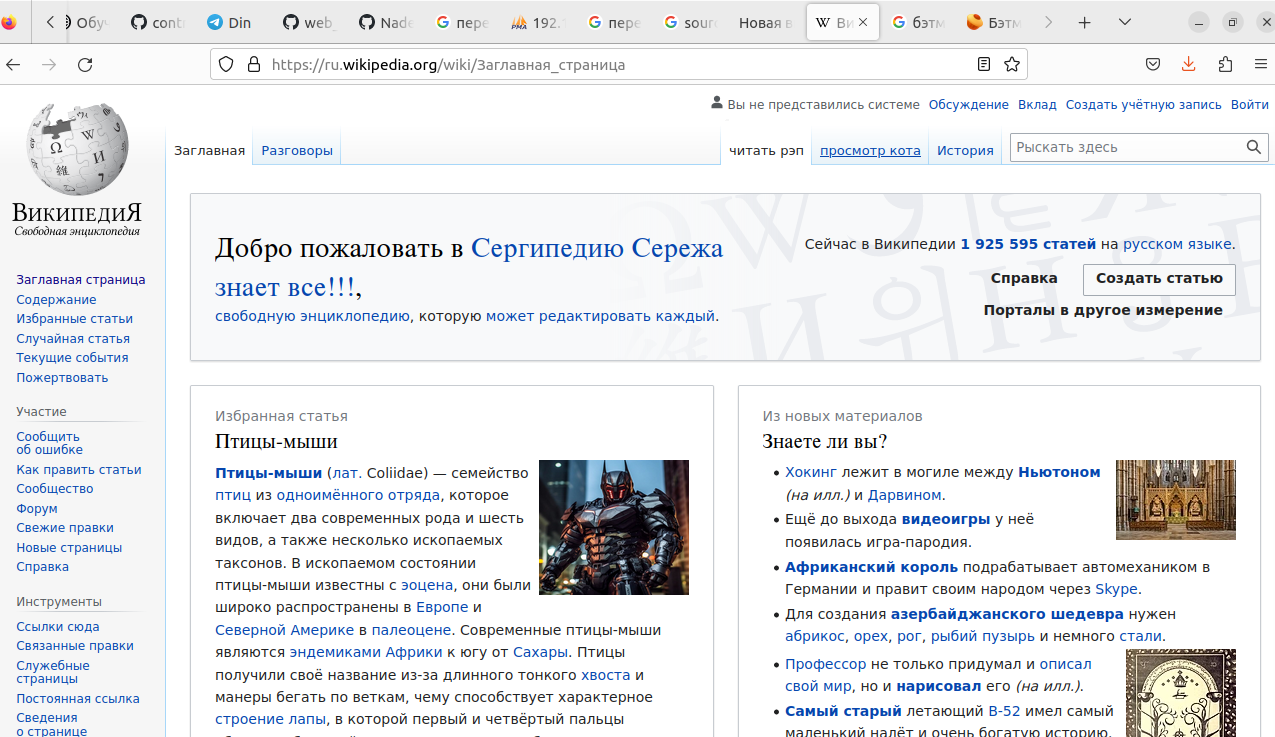 Обуч
cont
Din
web_
Nade
пере
192.
пере
sour
Новая в
Ви
бэтм
Бэтм
https://ru.wikipedia.org/wiki/Заглавная_страница
Вы не представились системе Обсуждение Вклад Создать учётную запись Войти
Заглавная Разговоры читать рэп просмотр кота История Рыскать здесь
ВикипедиЯ
Свободная энциклопедия
Заглавная страница
Содержание
Избранные статьи
Случайная статья
Текущие события
Пожертвовать
Участие
Сообщить
об ошибке
Как править статьи
Сообщество
Форум
Свежие правки
Новые страницы
Справка
Инструменты
Ссылки сюда
Связанные правки
Служебные
страницы
Постоянная ссылка
Сведения
о странице
Добро пожаловать в Сергипедию Сережа
знает все!!!,
свободную энциклопедию, которую может редактировать каждый.
Сейчас в Википедии 1 925 595 статей на русском языке.
Справка Создать статью
Порталы в другое измерение
Избранная статья
Птицы-мыши
Птицы-мыши (лат. Coliidae) — семейство
птиц из одноимённого отряда, которое
включает два современных рода и шесть
видов, а также несколько ископаемых
таксонов. В ископаемом состоянии
птицы-мыши известны с эоцена, они были
широко распространены в Европе и
Северной Америке в палеоцене. Современные птицы-мыши
являются эндемиками Африки к югу от Сахары. Птицы
получили своё название из-за длинного тонкого хвоста и
манеры бегать по веткам, чему способствует характерное
строение лапы, в которой первый и четвёртый пальцы
Из новых материалов
Знаете ли вы?
Хокинг лежит в могиле между Ньютоном
(на илл.) и Дарвином.
Ещё до выхода видеоигры у неё
появилась игра-пародия.
Африканский король подрабатывает автомехаником в
Германии и правит своим народом через Skype.
Для создания азербайджанского шедевра нужен
абрикос, орех, рог, рыбий пузырь и немного стали.
Профессор не только придумал и описал
свой мир, но и нарисовал его (на илл.).
Самый старый летающий B-52 имел самый
маленький налёт и очень богатую историю.